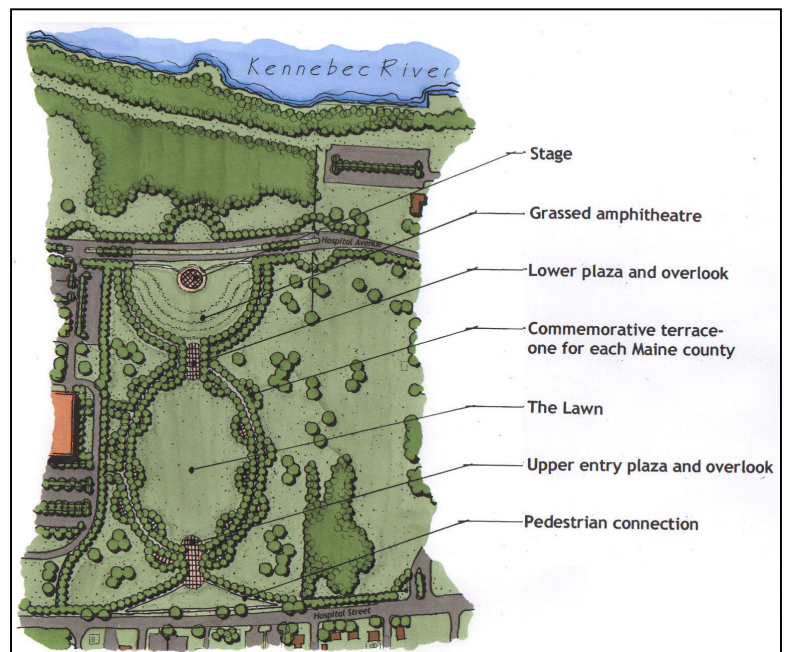 Kennebec River
Stage
Grassed amphitheatre
Hospital Avenue
Lower plaza and overlook
Commemorative terrace-
one for each Maine county
The Lawn
Upper entry plaza and overlook
Pedestrian connection
Hospital Street